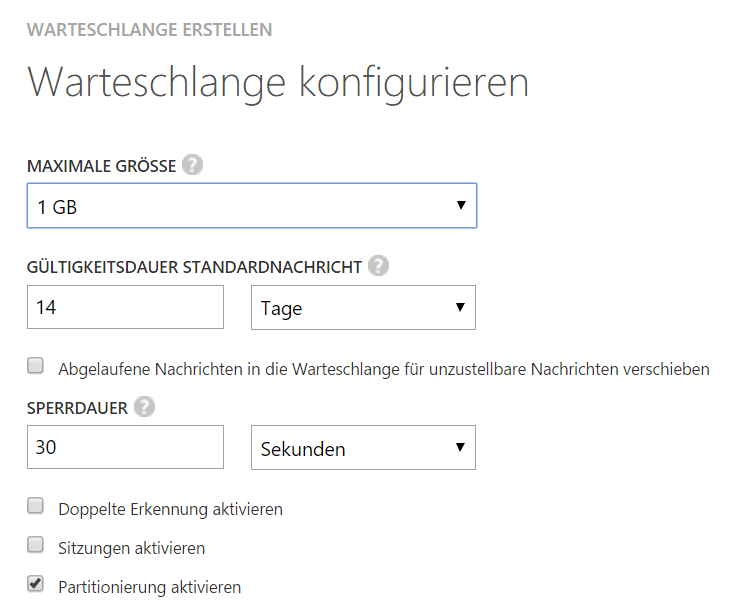 WARTESCHLANGE ERSTELLEN
Warteschlange konfigurieren
MAXIMALE GRÖSSE ?
1 GB
GÜLTIGKEITSDAUER STANDARDNACHRICHT ?
14 Tage
Abgelaufene Nachrichten in die Warteschlange für unzustellbare Nachrichten verschieben
SPERRDAUER ?
30 Sekunden
Doppelte Erkennung aktivieren
Sitzungen aktivieren
Partitionierung aktivieren